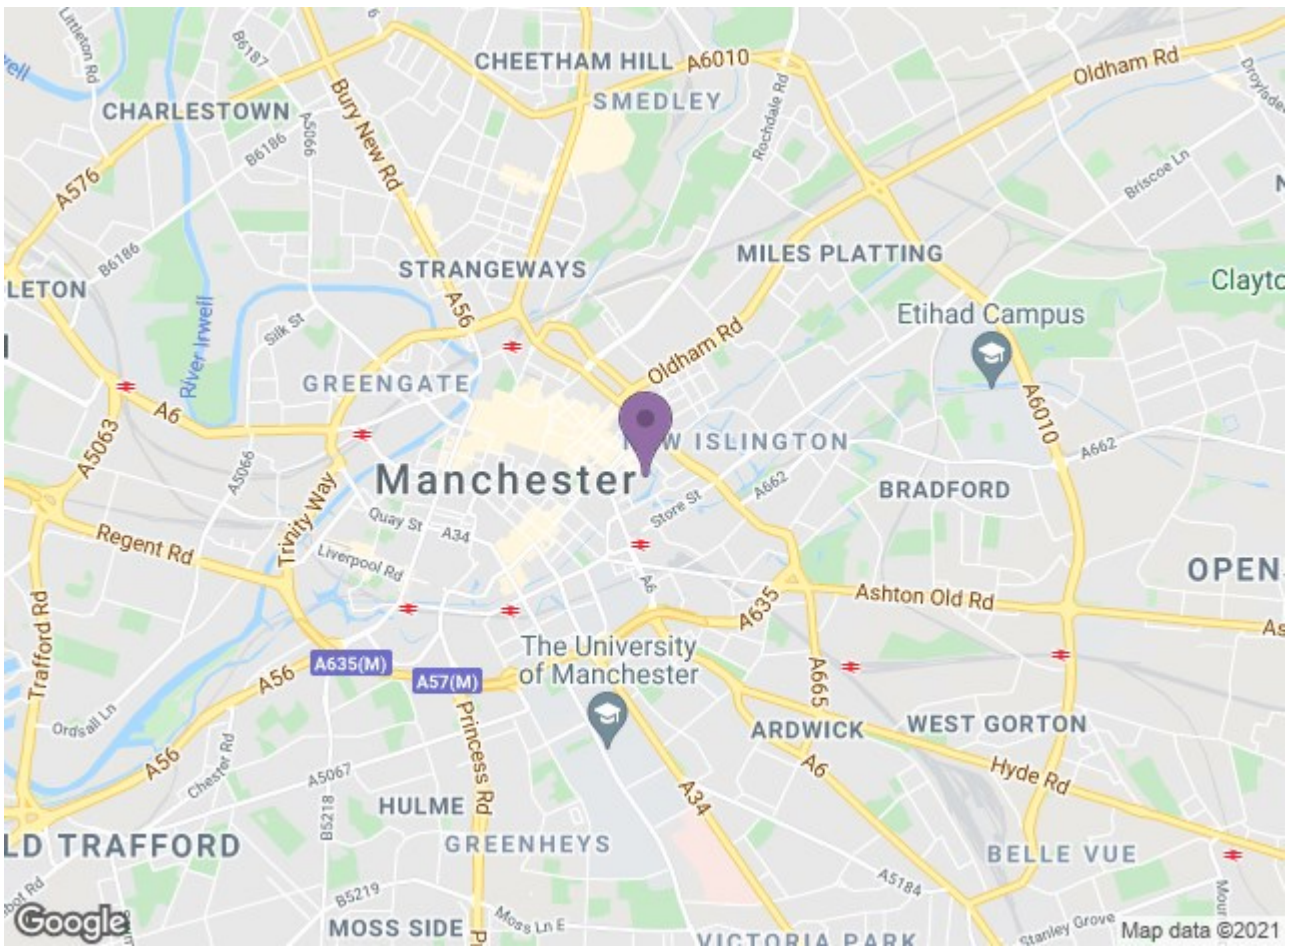 Littleton Rd
B6187
CHEETHAM HILL
A6010
Oldham Rd
SMEDLEY
CHARLESTOWN
A5066
Bury New Rd
Rochdale Rd
B6186
A576
Briscoe Ln
B6186
MILES PLATTING
STRANGEWAYS
LETON
A56
Clayto
River Irwell
Silk St
Etihad Campus
Oldham Rd
GREENGATE
A6
A6010
A5063
ISLINGTON
A662
A5066
Manchester
Trinity Way
A662
BRADFORD
Store St
Quay St
A34
Regent Rd
Liverpool Rd
OPEN
A6
A635
Ashton Old Rd
As
Trafford Rd
The University
of Manchester
A635(M)
A56
A57(M)
A665
Ordsall Ln
Princess Rd
ARDWICK
WEST GORTON
A56
Chester Rd
A5067
A6
Hyde Rd
A34
HULME
B5218
GREENHEYS
LD TRAFFORD
BELLE VUE
A5184
B5219
Moss Ln E
MOSS SIDE
Stanley Grove
VICTORIA PARK
Google
Map data ©2021